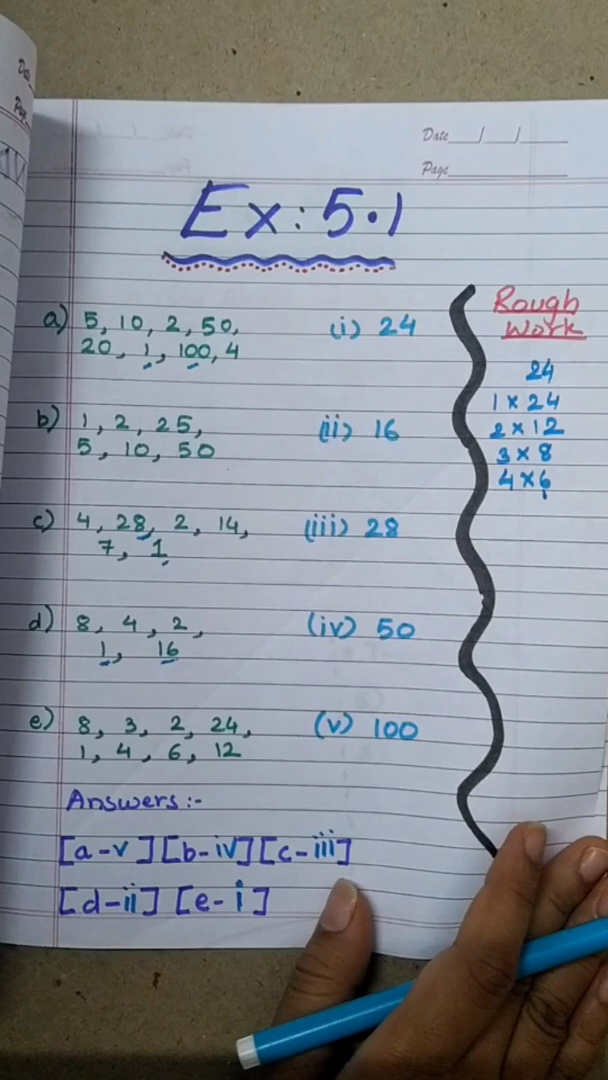 Date / /
Page
Ex: 5.1
a) 5, 10, 2, 50,
20, 1, 100, 4
(i) 24
b) 1, 2, 25,
5, 10, 50
(ii) 16
c) 4, 28, 2, 14,
7, 1
(iii) 28
d) 8, 4, 2,
1, 16
(iv) 50
e) 8, 3, 2, 24,
1, 4, 6, 12
(v) 100
Answers:-
[a-v] [b-iv] [c-iii]
[d-ii] [e-i]
Rough
Work
24
1 x 24
2 x 12
3 x 8
4 x 6